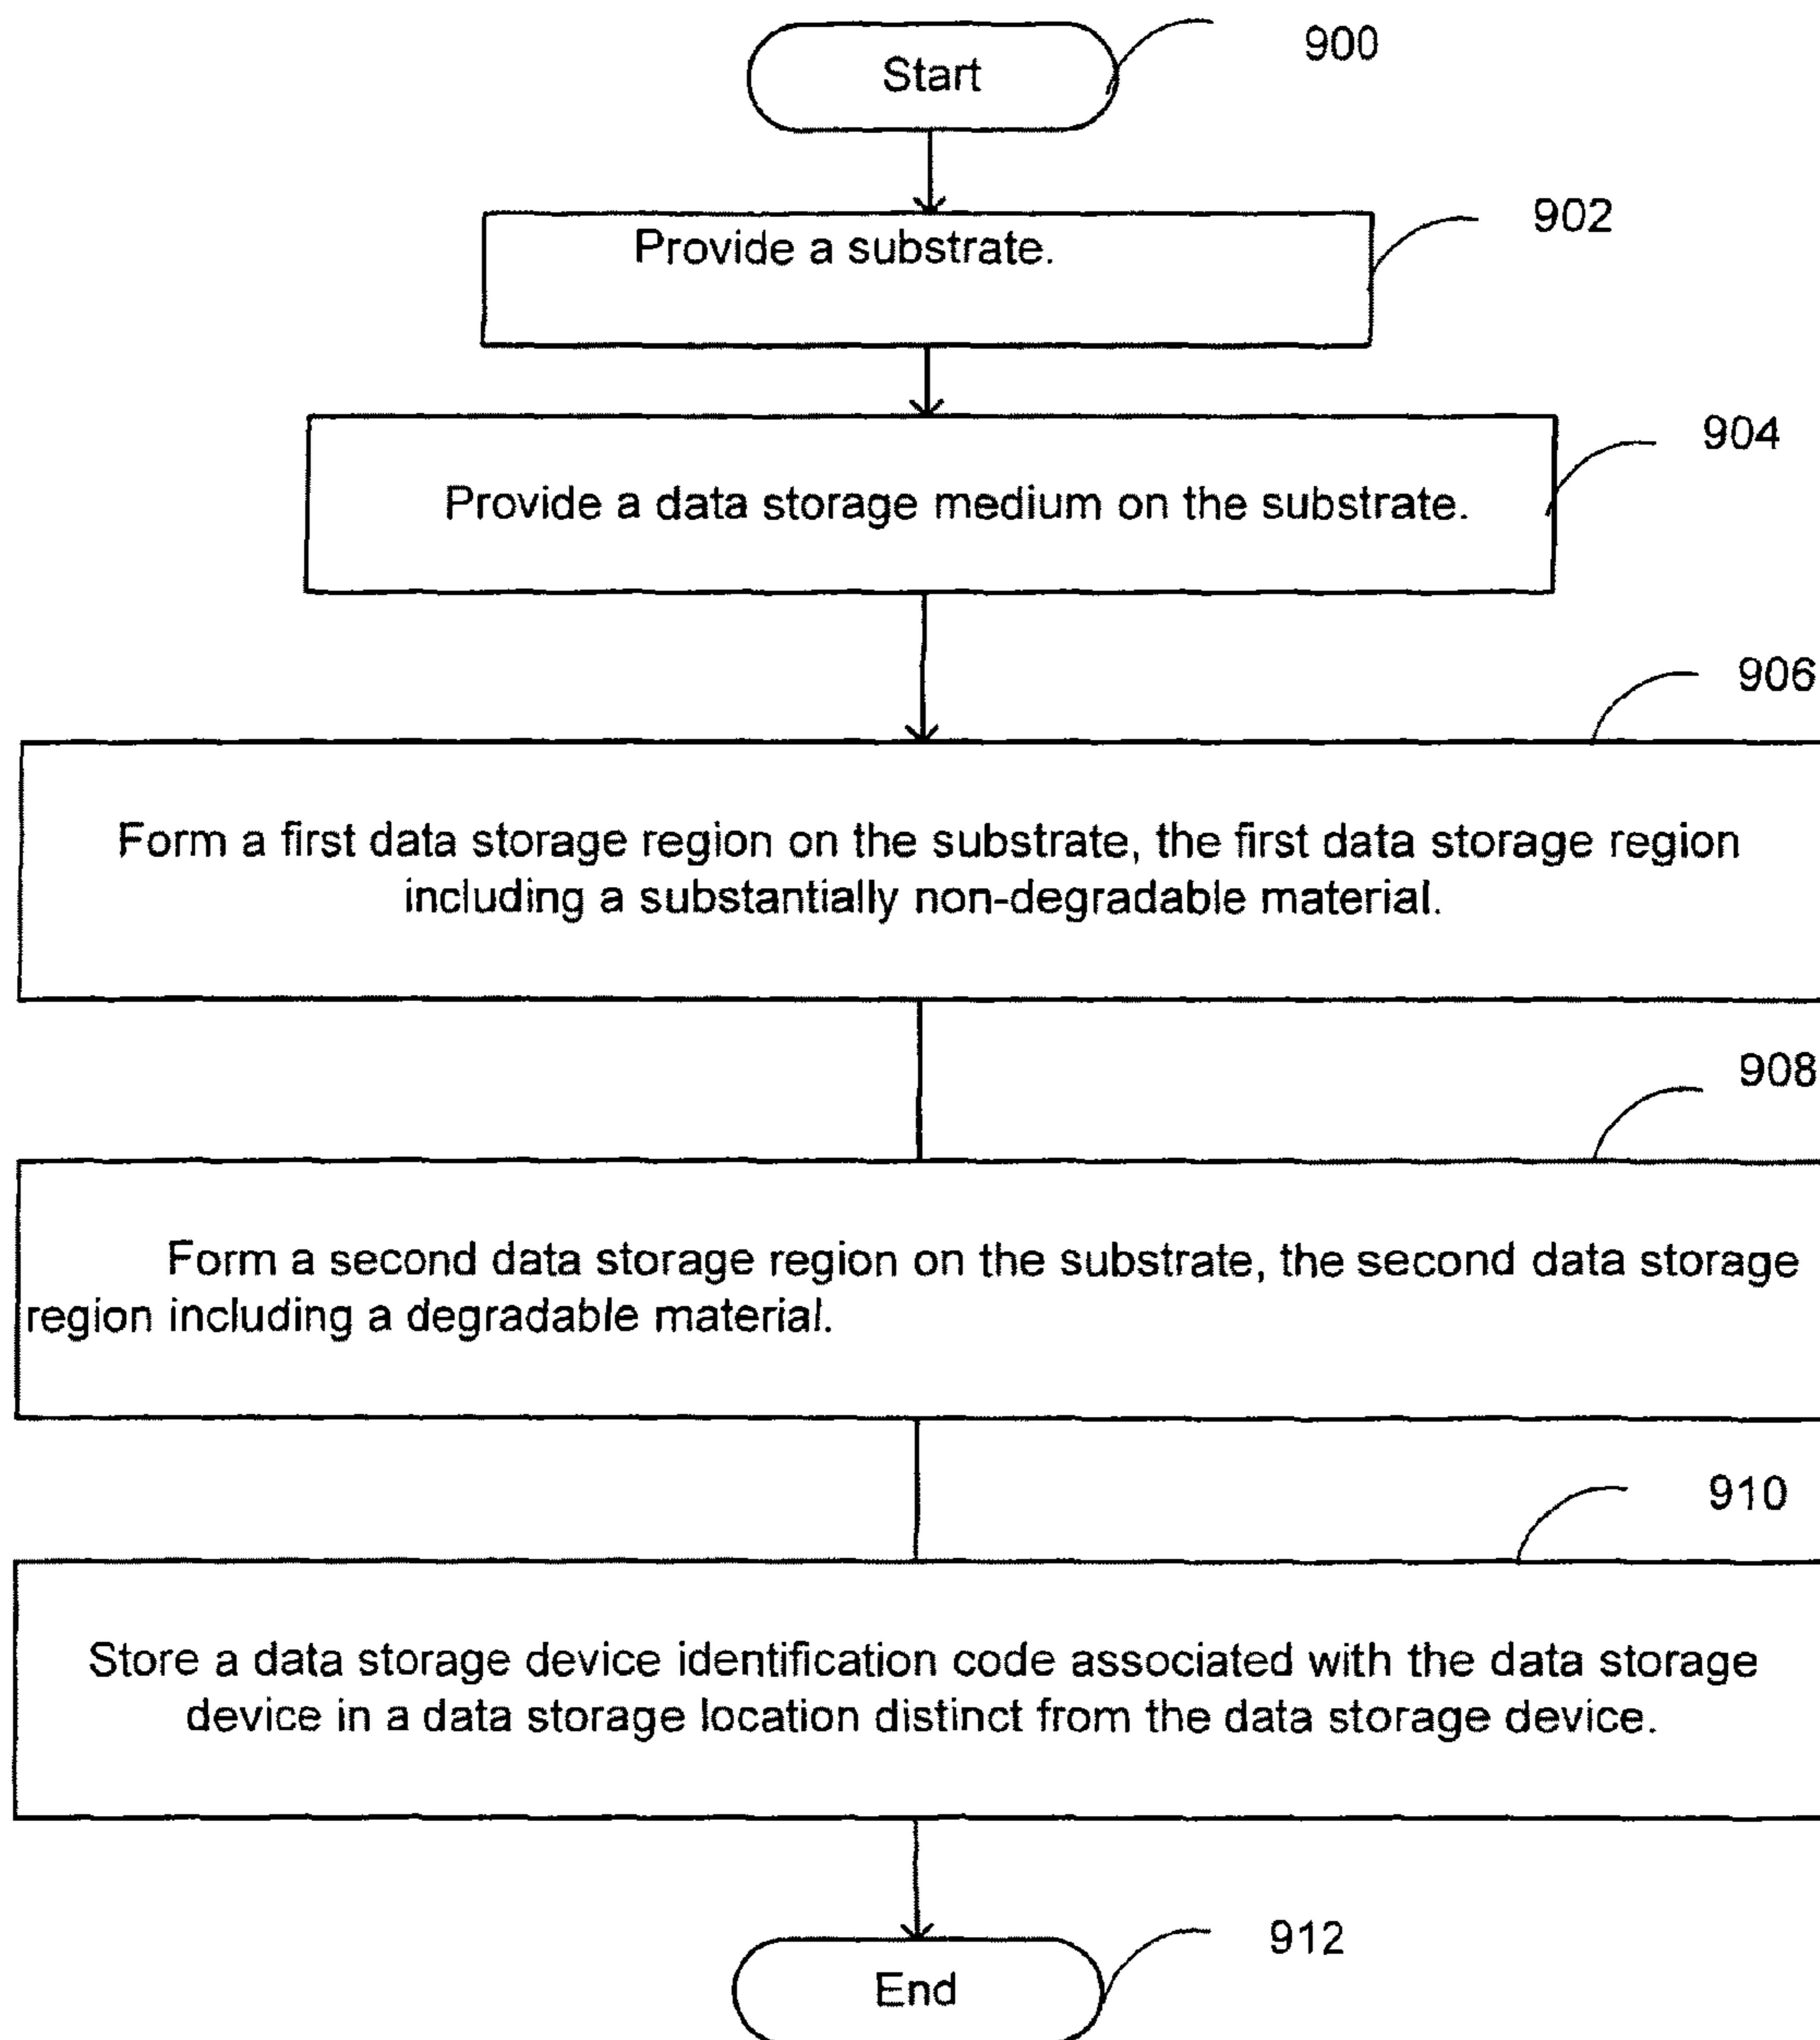 Start
900
Provide a substrate.
902
Provide a data storage medium on the substrate.
904
906
Form a first data storage region on the substrate, the first data storage region
including a substantially non-degradable material.
908
Form a second data storage region on the substrate, the second data storage
region including a degradable material.
910
Store a data storage device identification code associated with the data storage
device in a data storage location distinct from the data storage device.
912
End